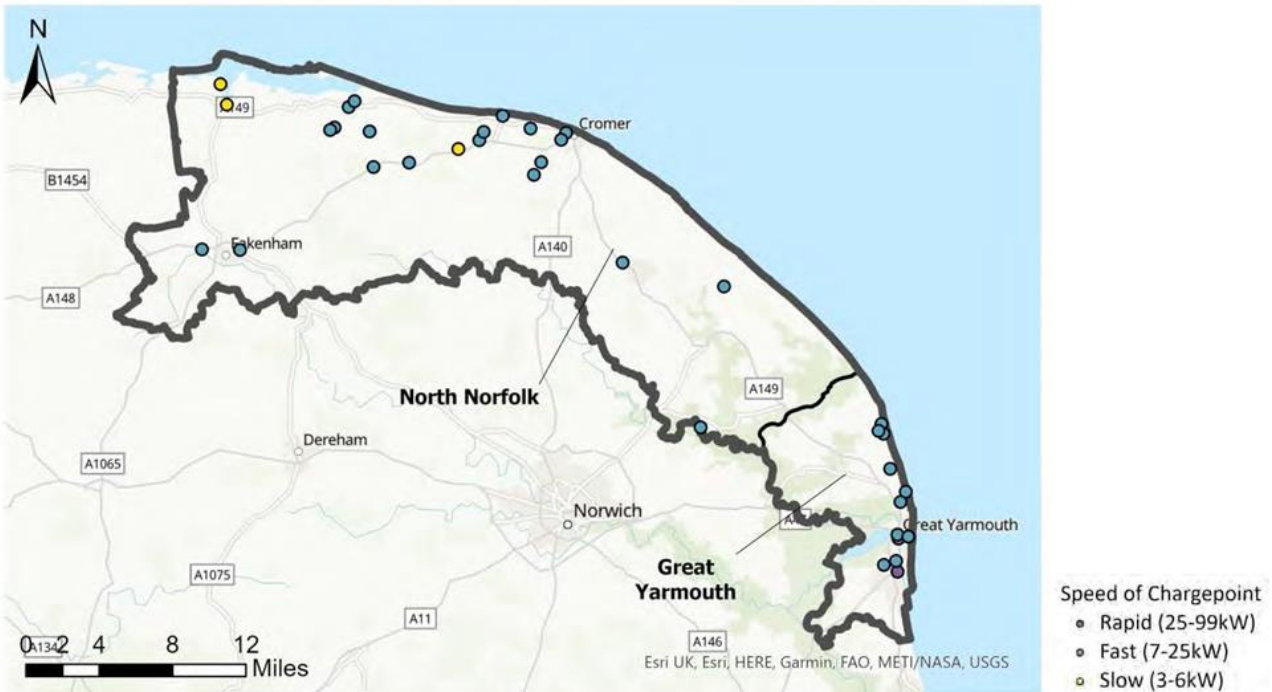 N
Cromer
A149
B1454
Fakenham
A140
A148
North Norfolk
A149
Dereham
A1065
Norwich
A47
Great Yarmouth
Great
Yarmouth
A1075
A11
A134
A146
0 2 4 8 12
Miles
Esri UK, Esri, HERE, Garmin, FAO, METI/NASA, USGS
Speed of Chargepoint
Rapid (25-99kW)
Fast (7-25kW)
Slow (3-6kW)